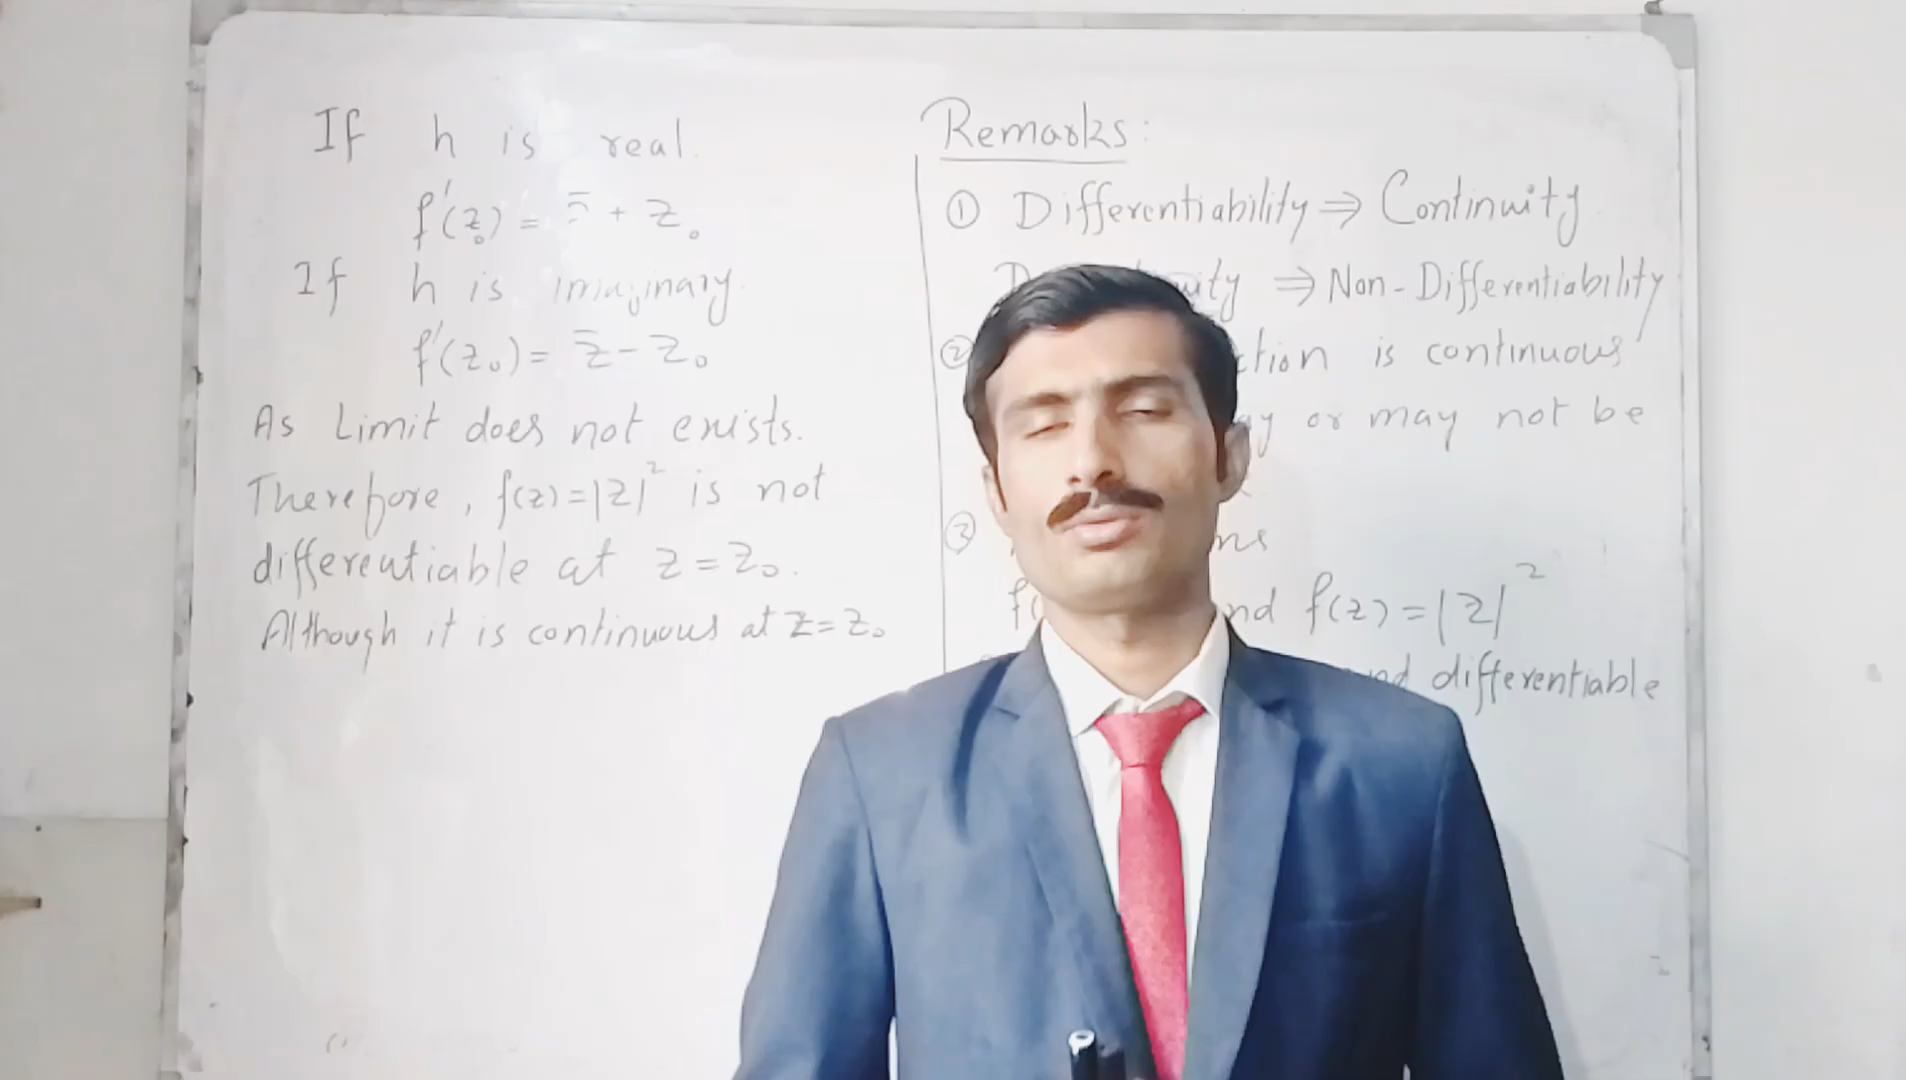 If h is real.
f'(z₀) = z̄ + z₀
If h is imaginary.
f'(z₀) = z̄ - z₀
As Limit does not exists.
Therefore, f(z) = |z|² is not
differentiable at z = z₀.
Although it is continuous at z = z₀
Remarks:
① Differentiability ⇒ Continuity
⇒ Non-Differentiability
② is continuous
or may not be
③
f(z) = |z|²
differentiable